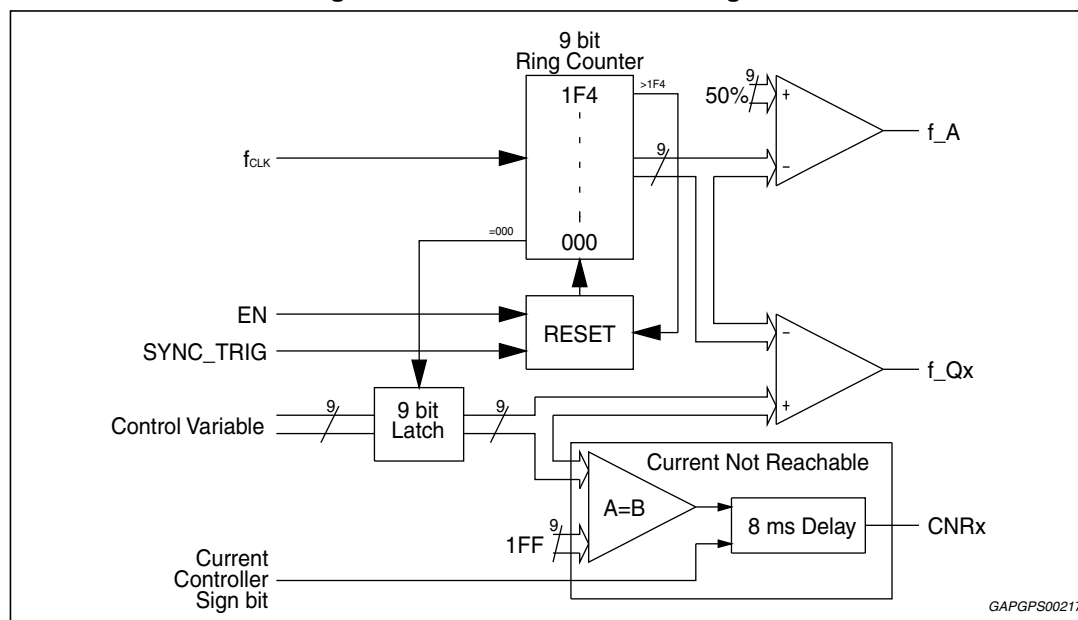 9 bit
Ring Counter
1F4
>1F4
9
50%
+
f_A
fCLK
9
−
=000
000
EN
RESET
SYNC_TRIG
−
f_Qx
+
Control Variable
9
9 bit
Latch
9
Current Not Reachable
A=B
8 ms Delay
CNRx
9
1FF
Current
Controller
Sign bit
GAPGPS00217